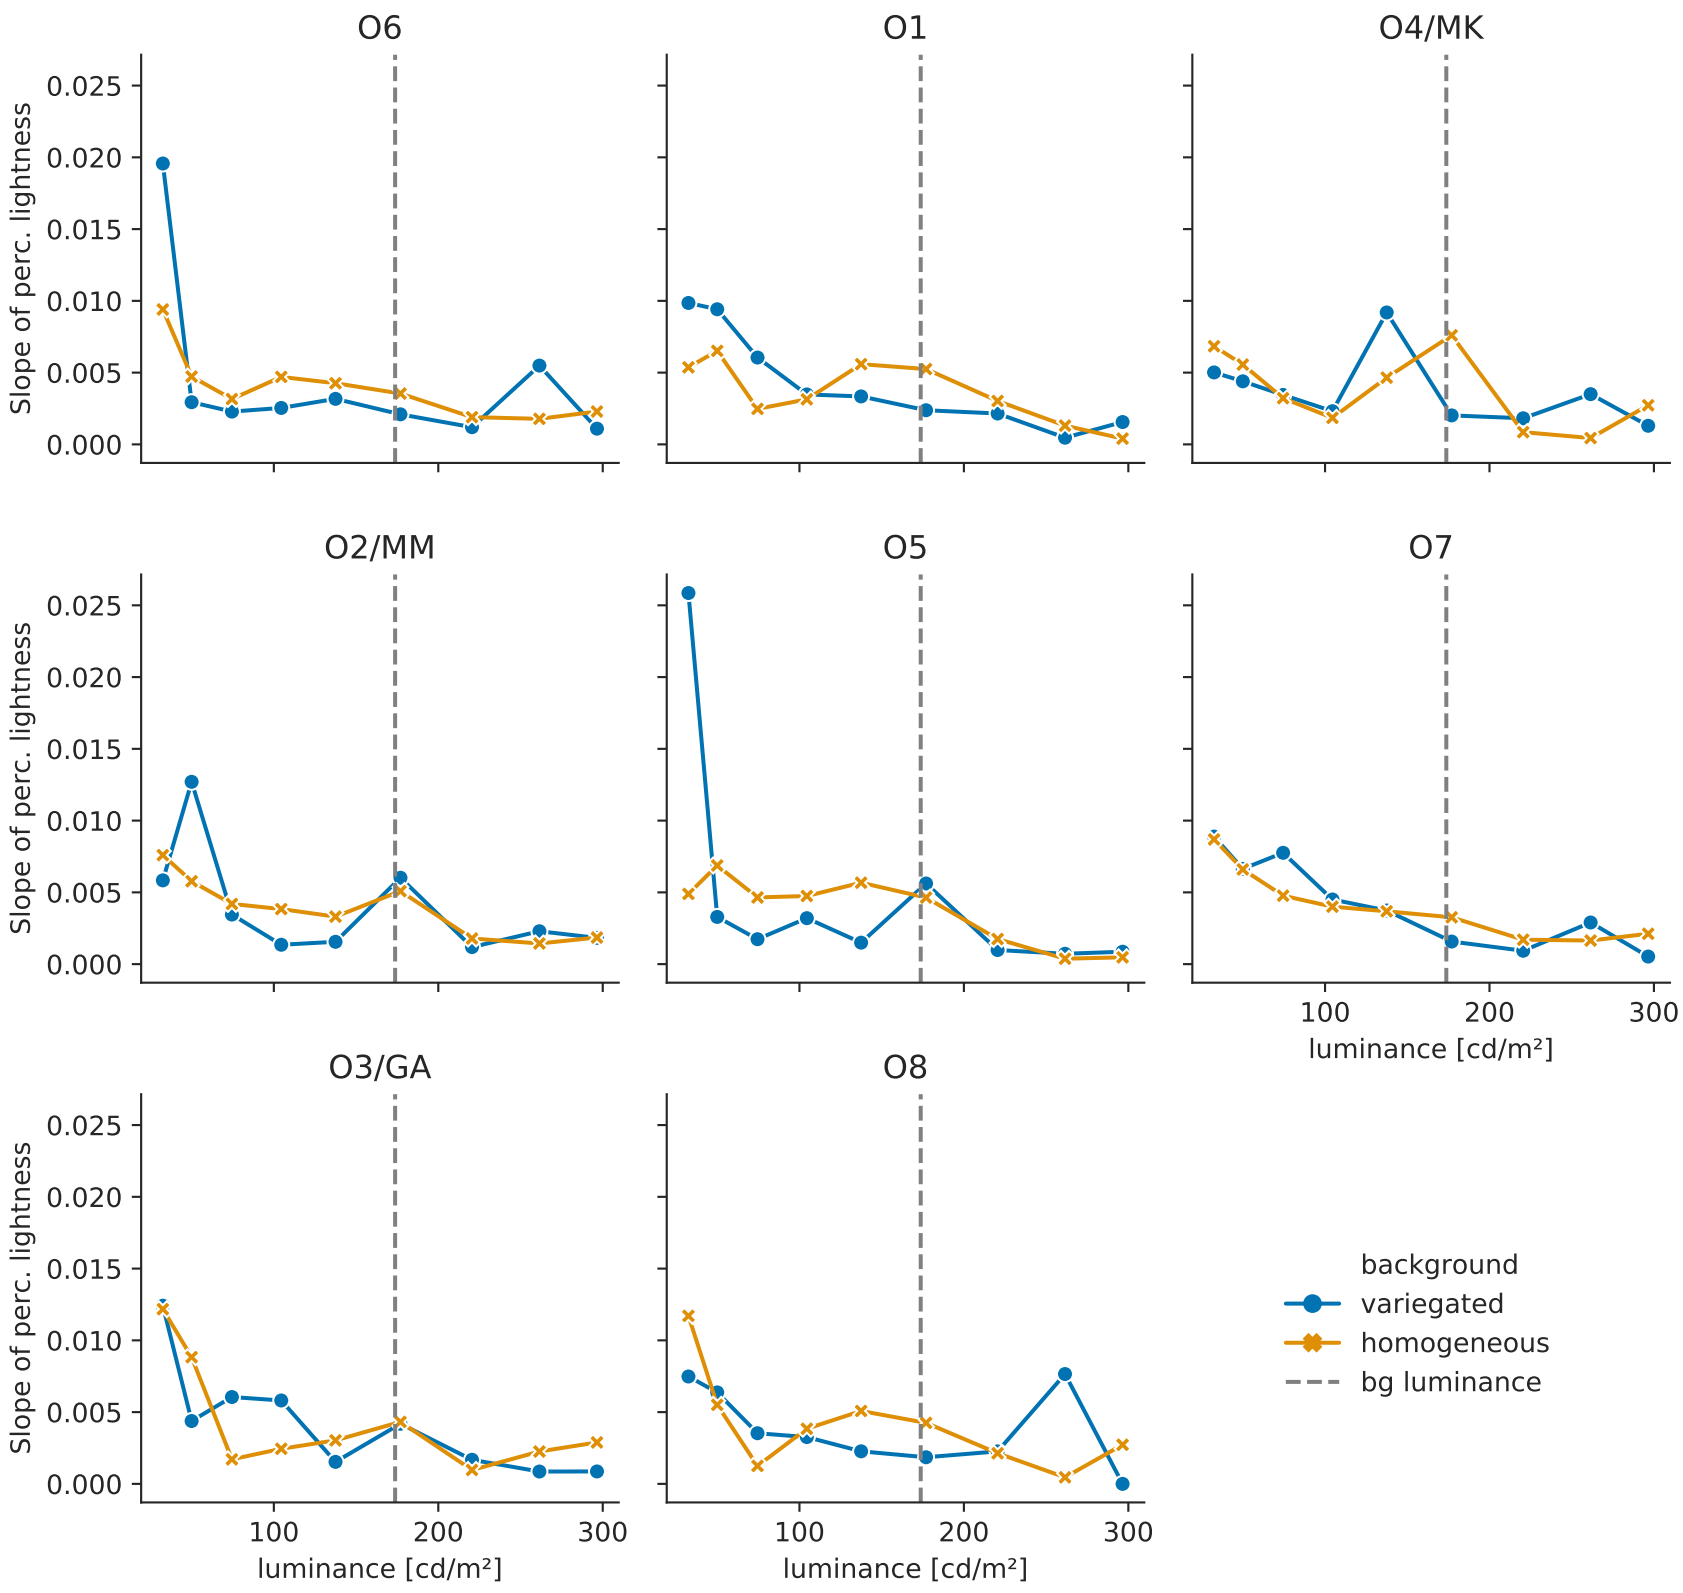 O6
O1
O4/MK
Slope of perc. lightness
0.025
0.020
0.015
0.010
0.005
0.000
O2/MM
O5
O7
Slope of perc. lightness
0.025
0.020
0.015
0.010
0.005
0.000
100 200 300
luminance [cd/m²]
O3/GA
O8
Slope of perc. lightness
0.025
0.020
0.015
0.010
0.005
0.000
100 200 300
luminance [cd/m²]
100 200 300
luminance [cd/m²]
background
variegated
homogeneous
bg luminance